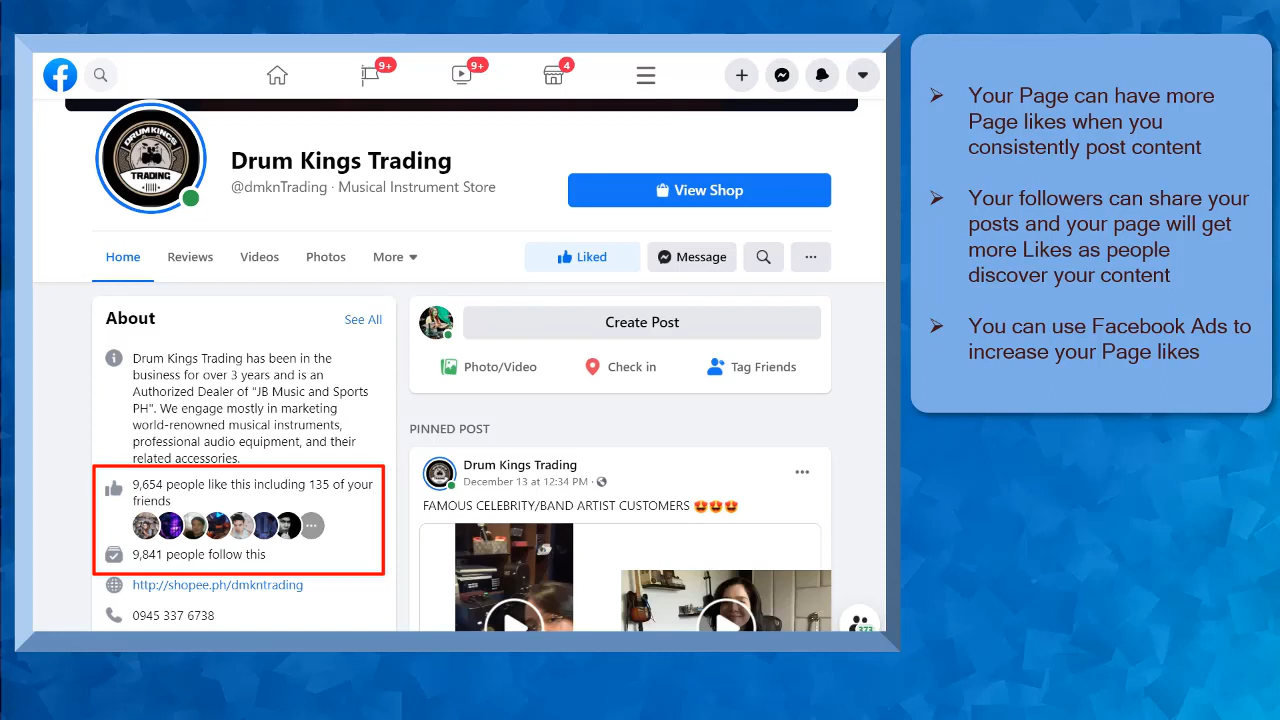 9+
9+
4
DRUM KINGS
TRADING
Drum Kings Trading
@dmknTrading · Musical Instrument Store
View Shop
Home
Reviews
Videos
Photos
More
Liked
Message
About
See All
Drum Kings Trading has been in the
business for over 3 years and is an
Authorized Dealer of "JB Music and Sports
PH". We engage mostly in marketing
world-renowned musical instruments,
professional audio equipment, and their
related accessories.
9,654 people like this including 135 of your
friends
9,841 people follow this
http://shopee.ph/dmkntrading
0945 337 6738
Create Post
Photo/Video
Check in
Tag Friends
PINNED POST
Drum Kings Trading
December 13 at 12:34 PM ·
FAMOUS CELEBRITY/BAND ARTIST CUSTOMERS 🤩🤩🤩
373
Your Page can have more
Page likes when you
consistently post content
Your followers can share your
posts and your page will get
more Likes as people
discover your content
You can use Facebook Ads to
increase your Page likes